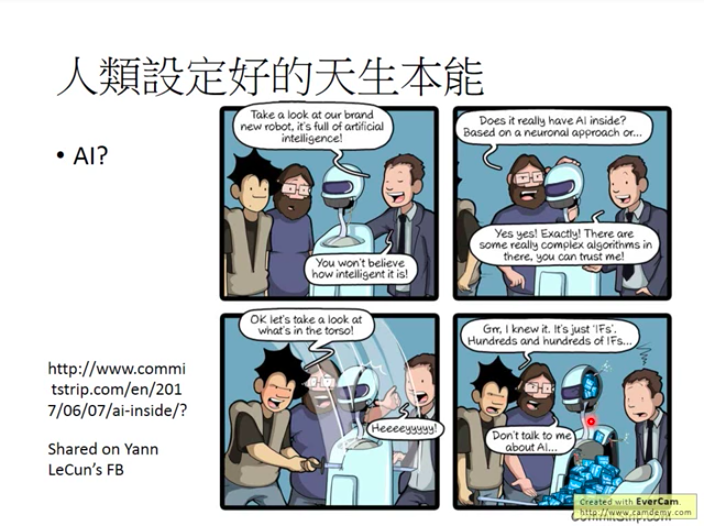 人類設定好的天生本能
• AI?
Take a look at our brand
new robot, it's full of artificial
intelligence!
You won't believe
how intelligent it is!
Does it really have AI inside?
Based on a neuronal approach or...
Yes yes! Exactly! There are
some really complex algorithms in
there, you can trust me!
OK let's take a look at
what's in the torso!
Heeeeyyyyy!
Grr, I knew it. It's just 'IFs'.
Hundreds and hundreds of IFs...
Don't talk to me
about AI...
http://www.commi
tstrip.com/en/201
7/06/07/ai-inside/?
Shared on Yann
LeCun's FB
Created with EverCam.
http://www.camdemy.com